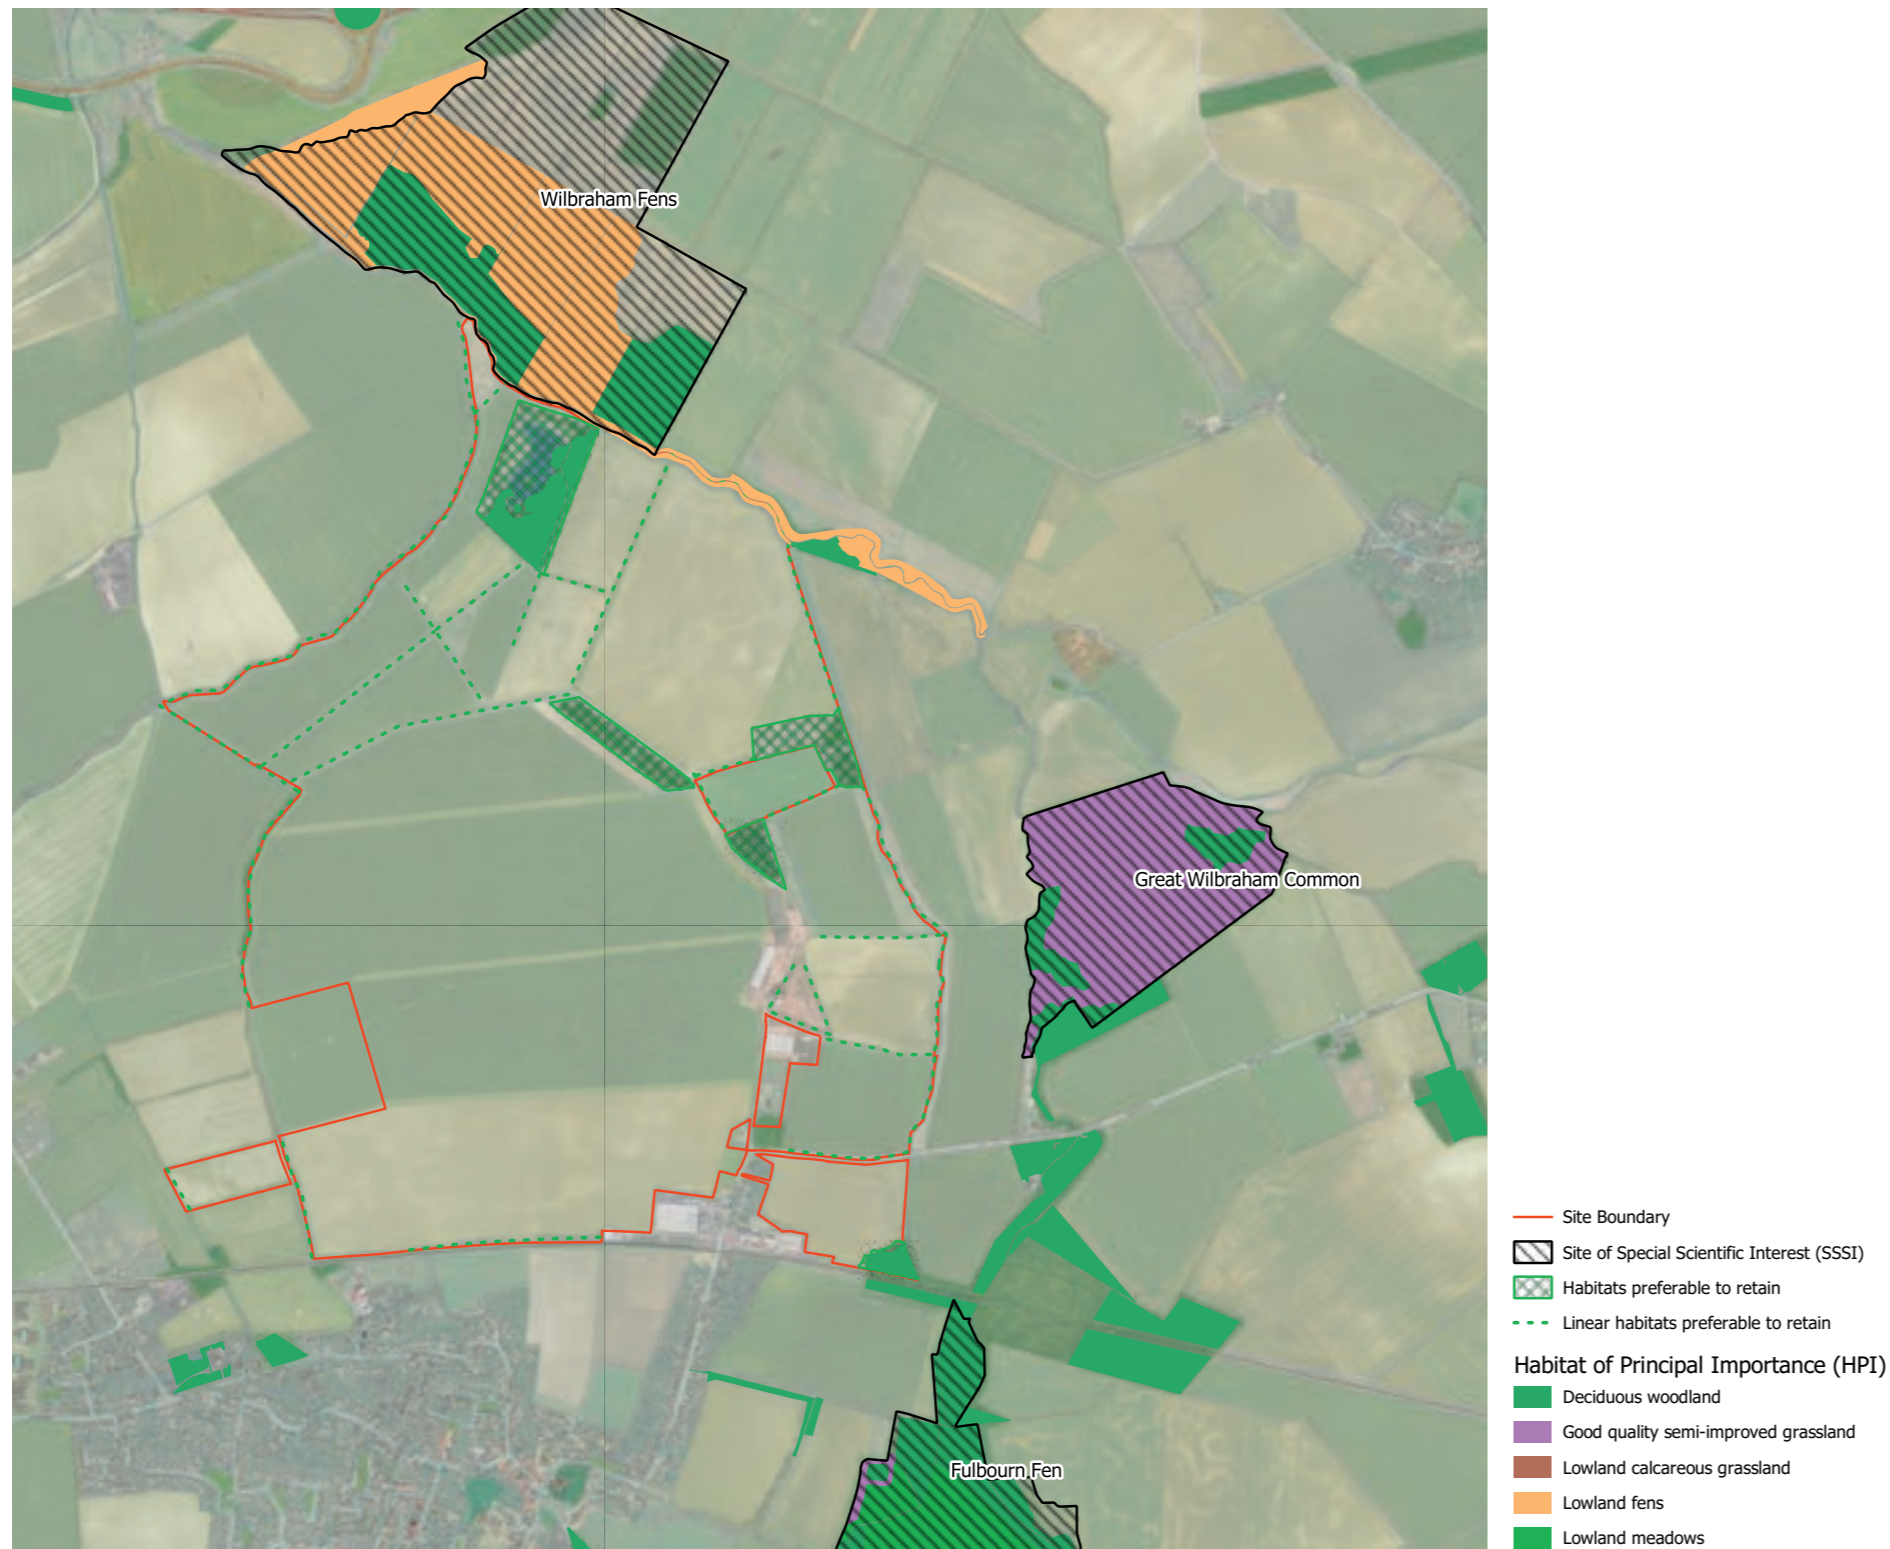 Wilbraham Fens
Great Wilbraham Common
Fulbourn Fen
Site Boundary
Site of Special Scientific Interest (SSSI)
Habitats preferable to retain
Linear habitats preferable to retain
Habitat of Principal Importance (HPI)
Deciduous woodland
Good quality semi-improved grassland
Lowland calcareous grassland
Lowland fens
Lowland meadows